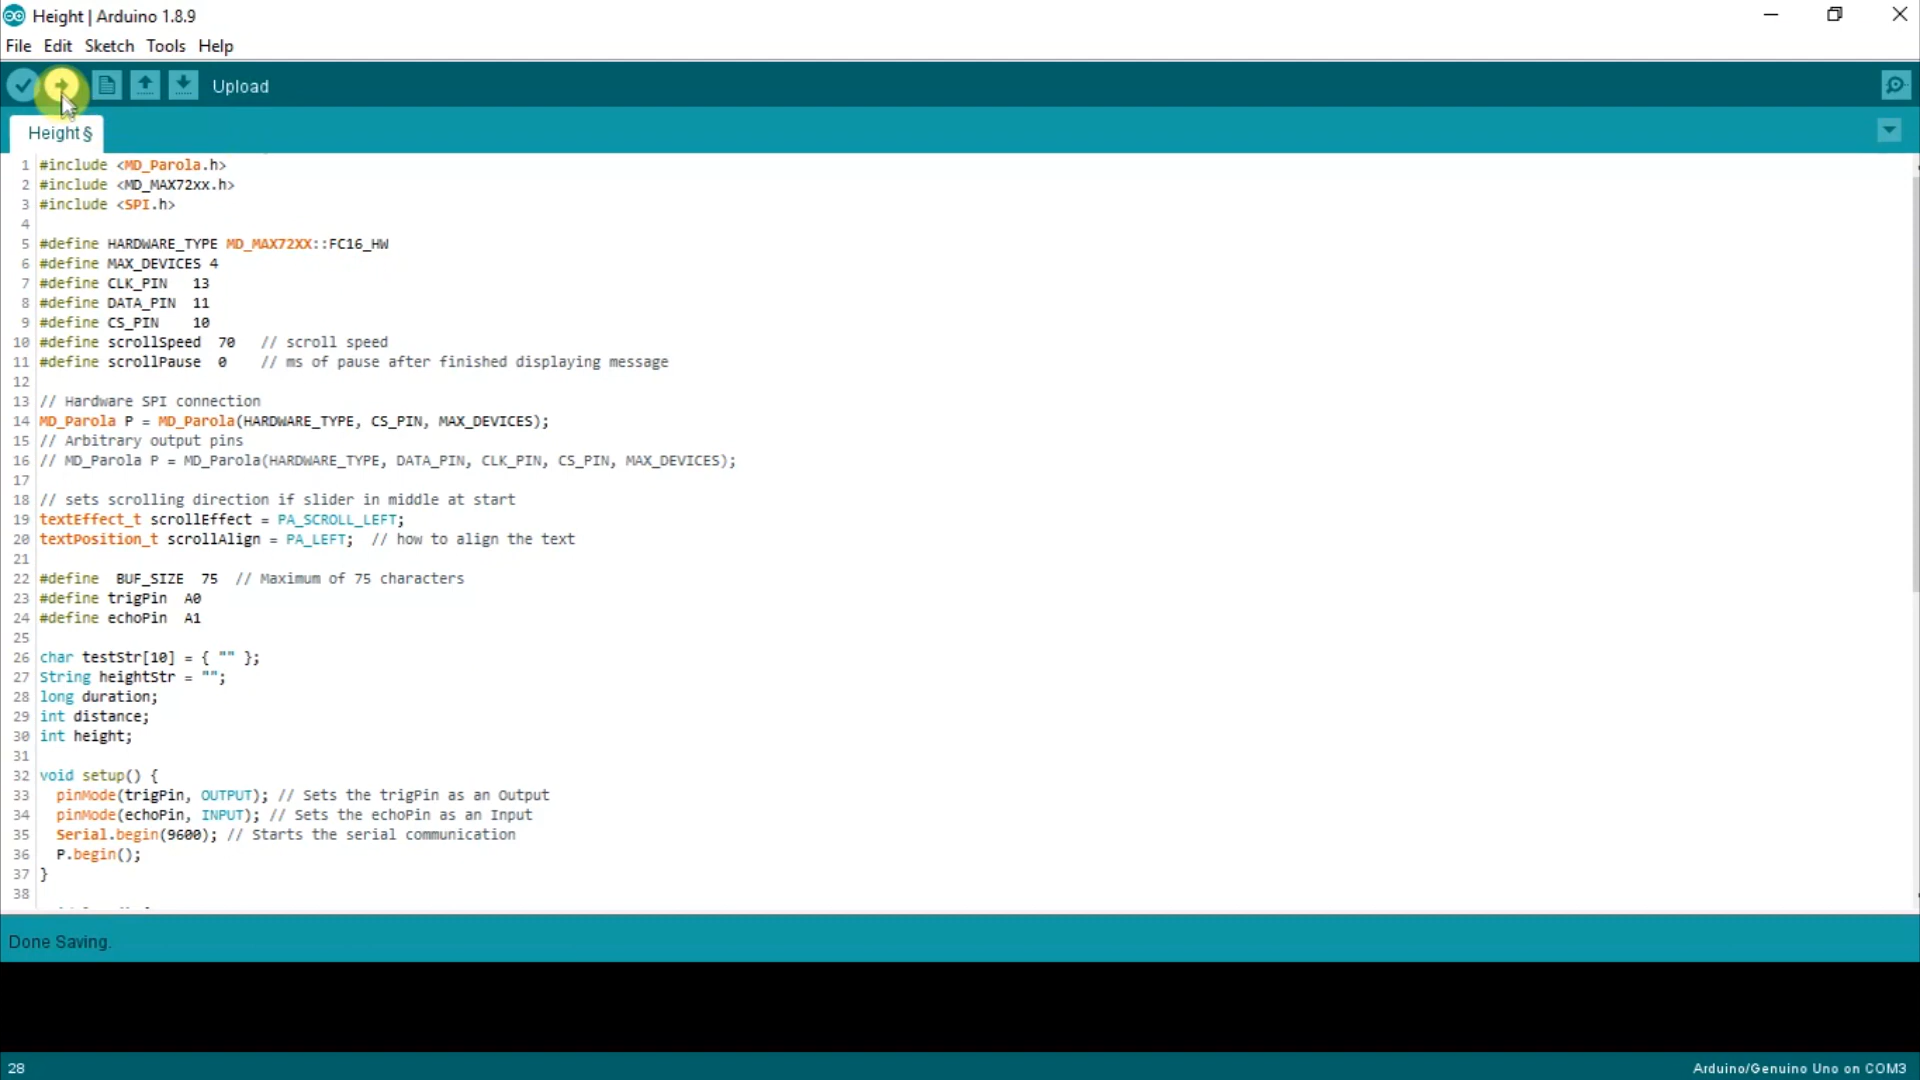 Height | Arduino 1.8.9
File Edit Sketch Tools Help
Upload
Height §
1 #include <MD_Parola.h>
2 #include <MD_MAX72xx.h>
3 #include <SPI.h>
4
5 #define HARDWARE_TYPE MD_MAX72XX::FC16_HW
6 #define MAX_DEVICES 4
7 #define CLK_PIN   13
8 #define DATA_PIN  11
9 #define CS_PIN    10
10 #define scrollSpeed  70   // scroll speed
11 #define scrollPause  0    // ms of pause after finished displaying message
12
13 // Hardware SPI connection
14 MD_Parola P = MD_Parola(HARDWARE_TYPE, CS_PIN, MAX_DEVICES);
15 // Arbitrary output pins
16 // MD_Parola P = MD_Parola(HARDWARE_TYPE, DATA_PIN, CLK_PIN, CS_PIN, MAX_DEVICES);
17
18 // sets scrolling direction if slider in middle at start
19 textEffect_t scrollEffect = PA_SCROLL_LEFT;
20 textPosition_t scrollAlign = PA_LEFT;  // how to align the text
21
22 #define  BUF_SIZE  75  // Maximum of 75 characters
23 #define trigPin  A0
24 #define echoPin  A1
25
26 char testStr[10] = { "" };
27 String heightStr = "";
28 long duration;
29 int distance;
30 int height;
31
32 void setup() {
33   pinMode(trigPin, OUTPUT); // Sets the trigPin as an Output
34   pinMode(echoPin, INPUT); // Sets the echoPin as an Input
35   Serial.begin(9600); // Starts the serial communication
36   P.begin();
37 }
38
Done Saving.
28
Arduino/Genuino Uno on COM3